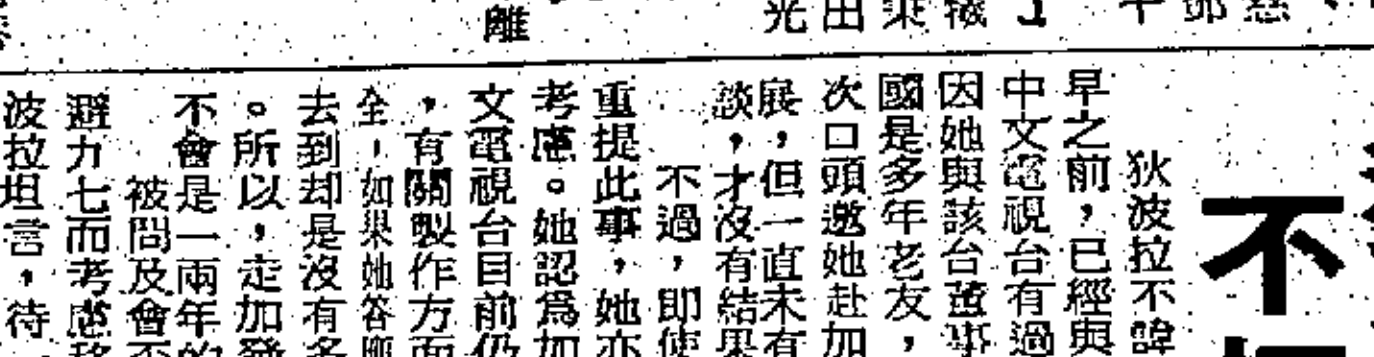 不
狄波拉不諱
早之前，已經與
中文電視台有過
因她與該台董事
國是多年老友，
次口頭邀她赴加
展，但一直未有
談，才沒有結果
不過，即使
重提此事，她亦
考慮。她認爲加
文電視台目前仍
，有關製作方面
全，如果她答應
去到却是沒有多
。所以，走加發
不會是一兩年的
被問及會否
避九七而考慮移
波拉坦言，待
離
光
田